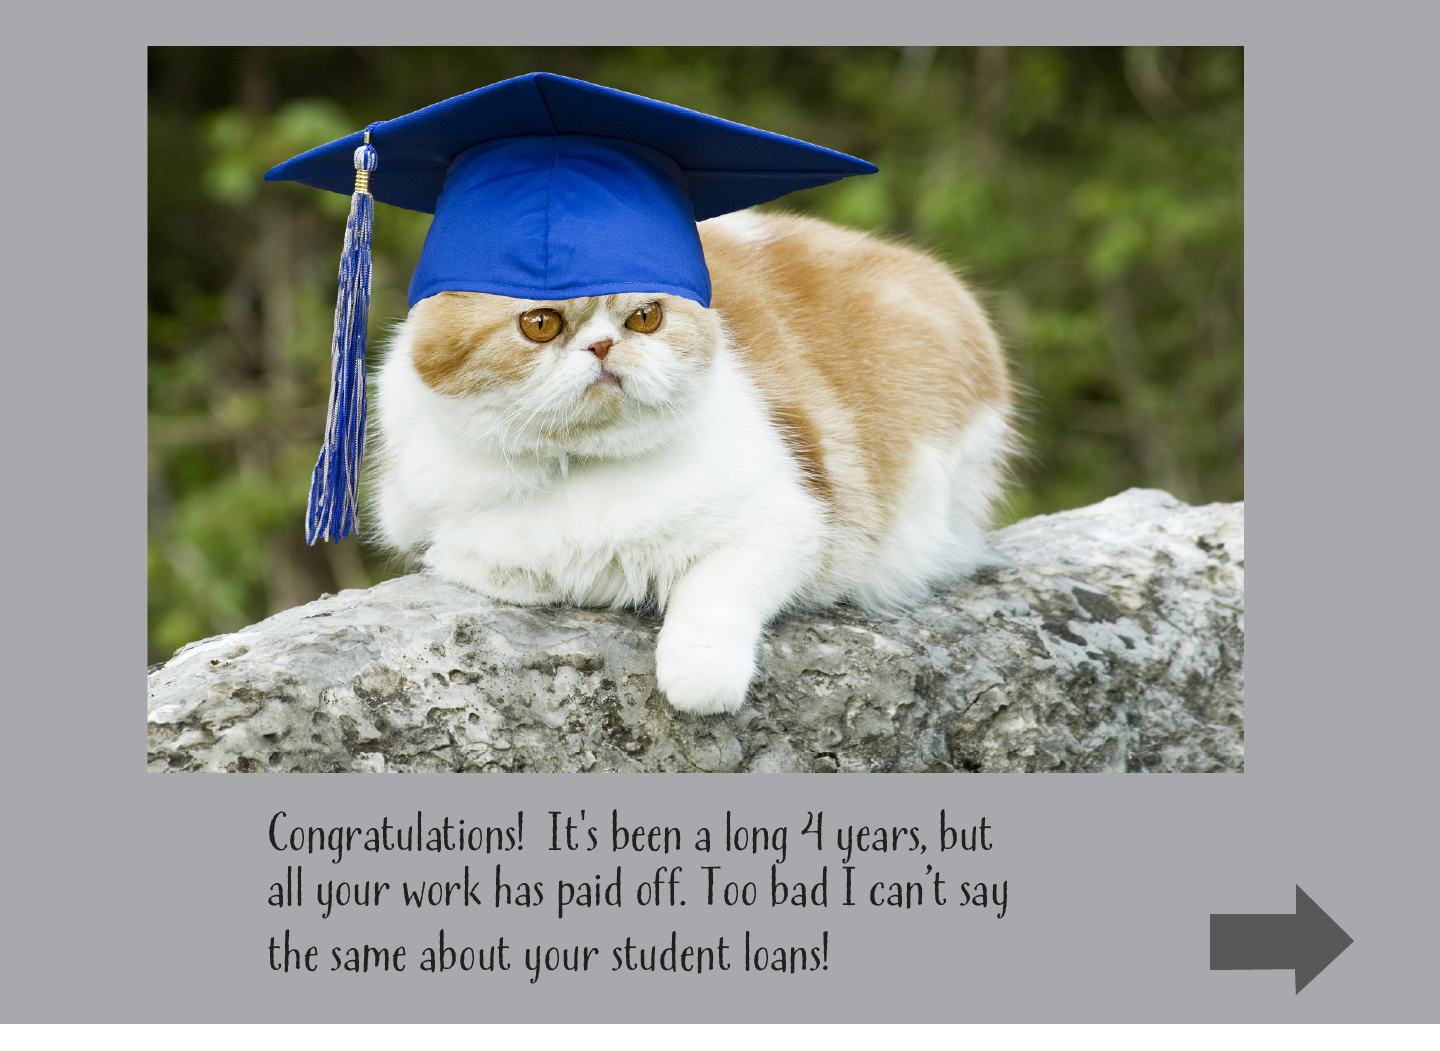 Congratulations!  It's been a long 4 years, but
all your work has paid off. Too bad I can’t say
the same about your student loans!